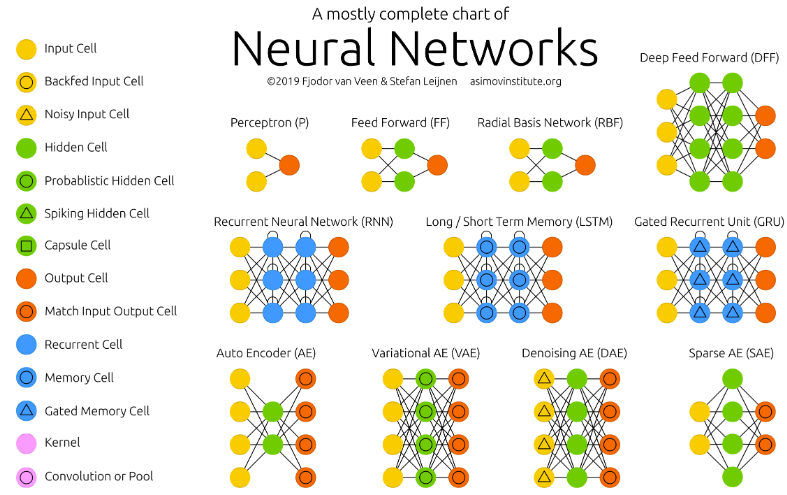 A mostly complete chart of
Neural Networks
©2019 Fjodor van Veen & Stefan Leijnen asimovinstitute.org
Input Cell
Backfed Input Cell
Noisy Input Cell
Hidden Cell
Probablistic Hidden Cell
Spiking Hidden Cell
Capsule Cell
Output Cell
Match Input Output Cell
Recurrent Cell
Memory Cell
Gated Memory Cell
Kernel
Convolution or Pool
Deep Feed Forward (DFF)
Perceptron (P)
Feed Forward (FF)
Radial Basis Network (RBF)
Recurrent Neural Network (RNN)
Long / Short Term Memory (LSTM)
Gated Recurrent Unit (GRU)
Auto Encoder (AE)
Variational AE (VAE)
Denoising AE (DAE)
Sparse AE (SAE)